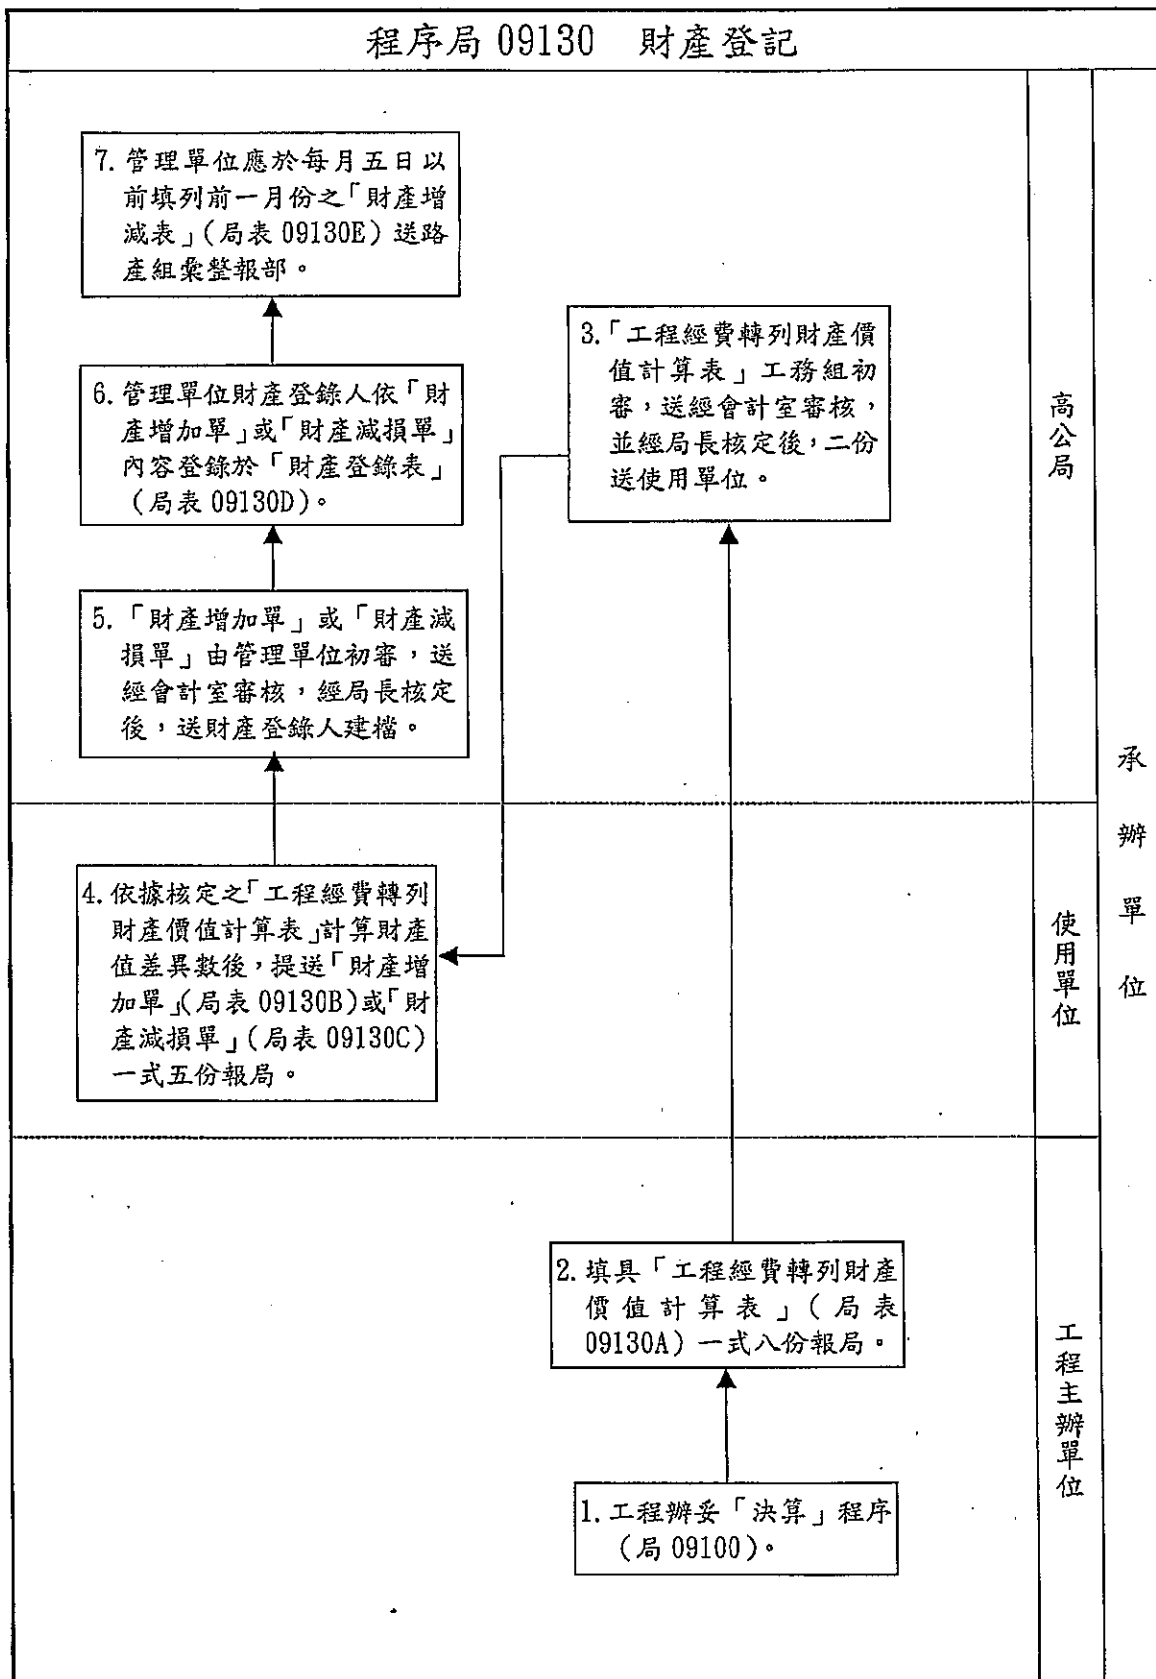 程序局 09130 財產登記
7. 管理單位應於每月五日以
前填列前一月份之「財產增
減表」(局表 09130E) 送路
產組彙整報部。
6. 管理單位財產登錄人依「財
產增加單」或「財產減損單」
內容登錄於「財產登錄表」
(局表 09130D)。
5. 「財產增加單」或「財產減
損單」由管理單位初審,送
經會計室審核,經局長核定
後,送財產登錄人建檔。
3. 「工程經費轉列財產價
值計算表」工務組初
審,送經會計室審核,
並經局長核定後,二份
送使用單位。
高公局
4. 依據核定之「工程經費轉列
財產價值計算表」計算財產
值差異數後,提送「財產增
加單」(局表 09130B)或「財
產減損單」(局表 09130C)
一式五份報局。
使用單位
2. 填具「工程經費轉列財產
價值計算表」(局表
09130A) 一式八份報局。
1. 工程辦妥「決算」程序
(局 09100)。
工程主辦單位
承辦單位